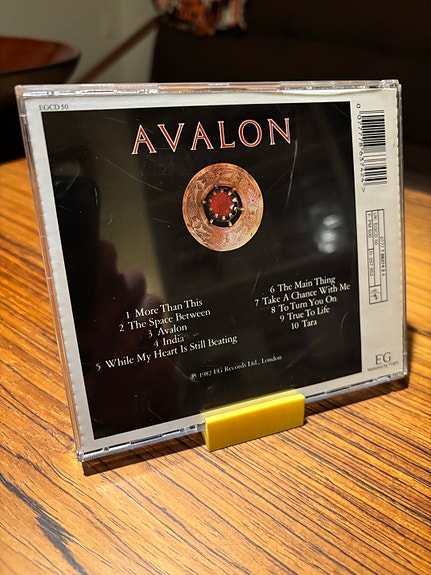 EGCD 50
AVALON
1 More Than This
2 The Space Between
3 Avalon
4 India
5 While My Heart Is Still Beating
6 The Main Thing
7 Take A Chance With Me
8 To Turn You On
9 True To Life
10 Tara
℗ 1982 EG Records Ltd., London
EG